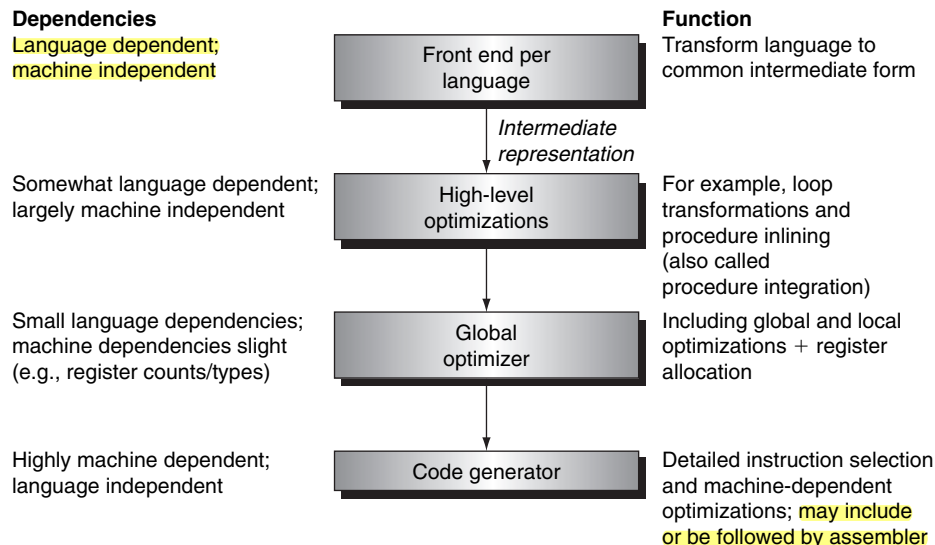 Dependencies
Language dependent;
machine independent
Front end per
language
Function
Transform language to
common intermediate form
Intermediate
representation
Somewhat language dependent;
largely machine independent
High-level
optimizations
For example, loop
transformations and
procedure inlining
(also called
procedure integration)
Small language dependencies;
machine dependencies slight
(e.g., register counts/types)
Global
optimizer
Including global and local
optimizations + register
allocation
Highly machine dependent;
language independent
Code generator
Detailed instruction selection
and machine-dependent
optimizations; may include
or be followed by assembler